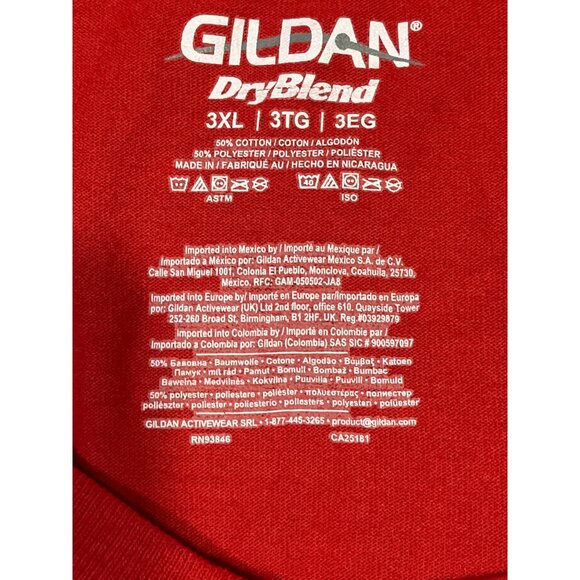 GILDAN®
DryBlend
3XL | 3TG | 3EG
50% COTTON / COTON / ALGODÓN
50% POLYESTER / POLYESTER / POLIÉSTER
MADE IN / FABRIQUÉ AU / HECHO EN NICARAGUA
40
ASTM
ISO
Imported into Mexico by / Importé au Mexique par /
Importado a México por: Gildan Activewear Mexico S.A. de C.V.
Calle San Miguel 1001, Colonia El Pueblo, Monclova, Coahuila, 25730,
México. RFC: GAM-050502-JA8
Imported into Europe by/ Importé en Europe par/Importado en Europa
por: Gildan Activewear (UK) Ltd 2nd floor, office 610. Quayside Tower
252-260 Broad St, Birmingham, B1 2HF. UK. Reg.#03929879
Imported into Colombia by / Importé en Colombie par /
Importado a Colombia por: Gildan (Colombia) SAS SIC # 900597097
50% Бавовна • Baumwolle • Cotone • Algodão • Βύμβαξ • Katoen
Памук • mit rád • Pamut • Bomull • Bombaž • Bumbac
Bawełna • Medvilnės • Kokvilna • Puuvilla • Puuvill • Bomuld
50% polyester • poliestere • poliéster • πολυεστέρας • полиестер
poliészter • poliester • poliesterio • poliesters • poliester • polüester
GILDAN ACTIVEWEAR SRL • 1-877-445-3265 • product@gildan.com
RN93846
CA25181